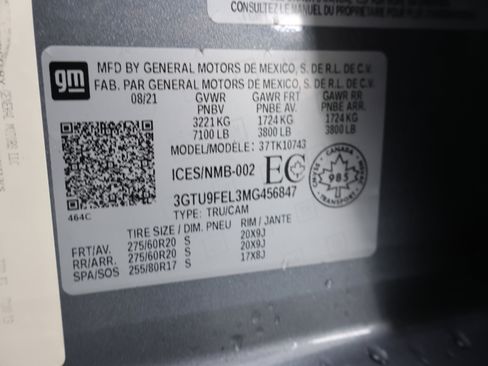 CONSULTEZ LE MANUEL DU PROPRIETAIRE POUR
gm
MFD BY GENERAL MOTORS DE MEXICO, S. DE R.L. DE C.V.
FAB. PAR GENERAL MOTORS DE MEXICO, S. DE R.L. DE C.V.
08/21 GVWR GAWR FRT GAWR RR
PNBV PNBE AV. PNBE ARR.
3221 KG 1724 KG 1724 KG
7100 LB 3800 LB 3800 LB
MODEL/MODÈLE: 37TK10743
ICES/NMB-002 EC
CANADA
985
TRANSPORT
3GTU9FEL3MG456847
464C
TYPE: TRU/CAM
TIRE SIZE / DIM. PNEU RIM / JANTE
FRT/AV. 275/60R20 S 20X9J
RR/ARR. 275/60R20 S 20X9J
SPA/SOS 255/80R17 S 17X8J